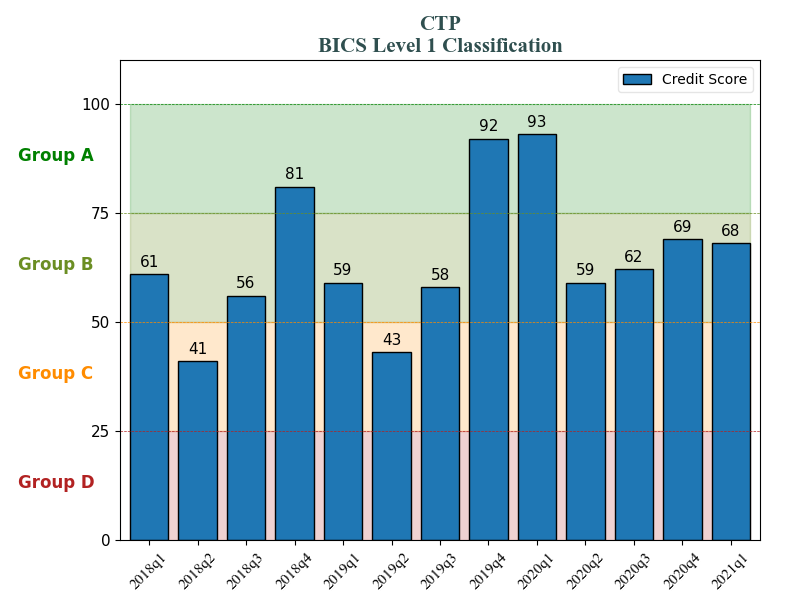 CTP
BICS Level 1 Classification
Credit Score
100
75
50
25
0
Group A
Group B
Group C
Group D
61
41
56
81
59
43
58
92
93
59
62
69
68
2018q1
2018q2
2018q3
2018q4
2019q1
2019q2
2019q3
2019q4
2020q1
2020q2
2020q3
2020q4
2021q1